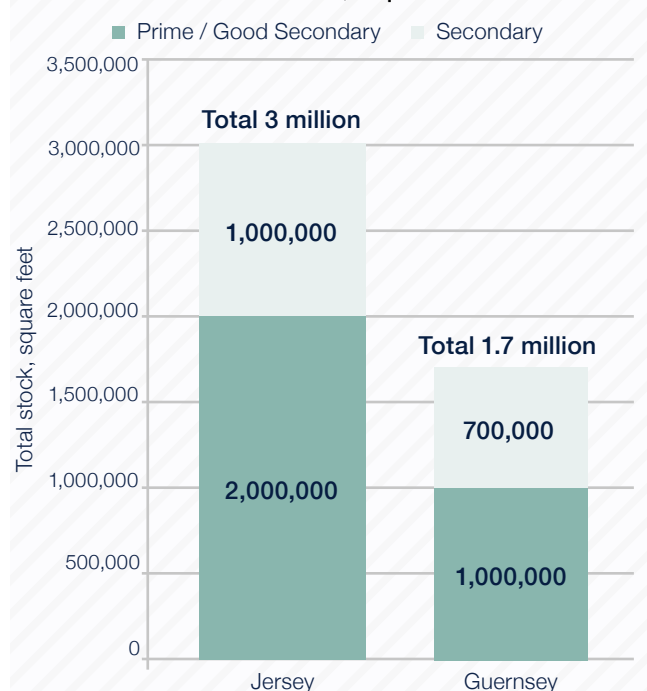 Prime / Good Secondary Secondary
3,500,000
Total 3 million
3,000,000
1,000,000
2,500,000
2,000,000
Total 1.7 million
1,500,000
700,000
2,000,000
1,000,000
1,000,000
500,000
0
Jersey Guernsey
Total stock, square feet